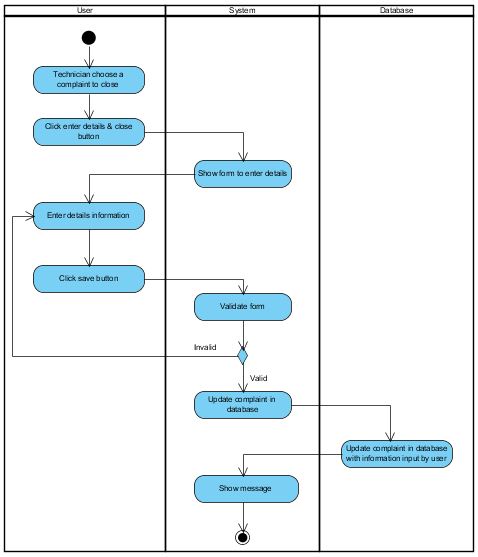 User
System
Database
Technician choose a
complaint to close
Click enter details & close
button
Show form to enter details
Enter details information
Click save button
Validate form
Invalid
Valid
Update complaint in
database
Update complaint in database
with information input by user
Show message